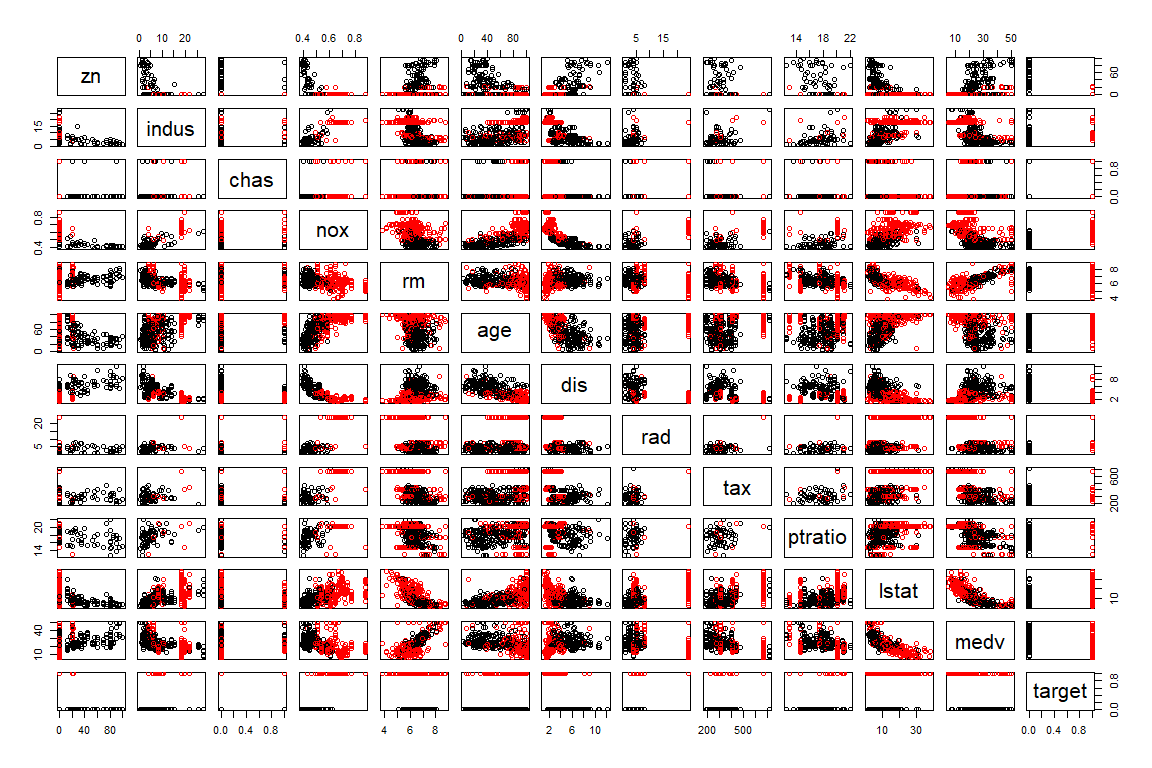 0 10 20 0.4 0.6 0.8 0 40 80 5 15 14 18 22 10 30 50
zn 0 60
0 15 indus
chas 0.0 0.8
0.4 0.8 nox
rm 4 6 8
0 60 age
dis 2 8
5 20 rad
tax 200 600
14 20 ptratio
lstat 10
10 40 medv
target 0.0 0.8
0 40 80 0.0 0.4 0.8 4 6 8 2 6 10 200 500 10 30 0.0 0.4 0.8